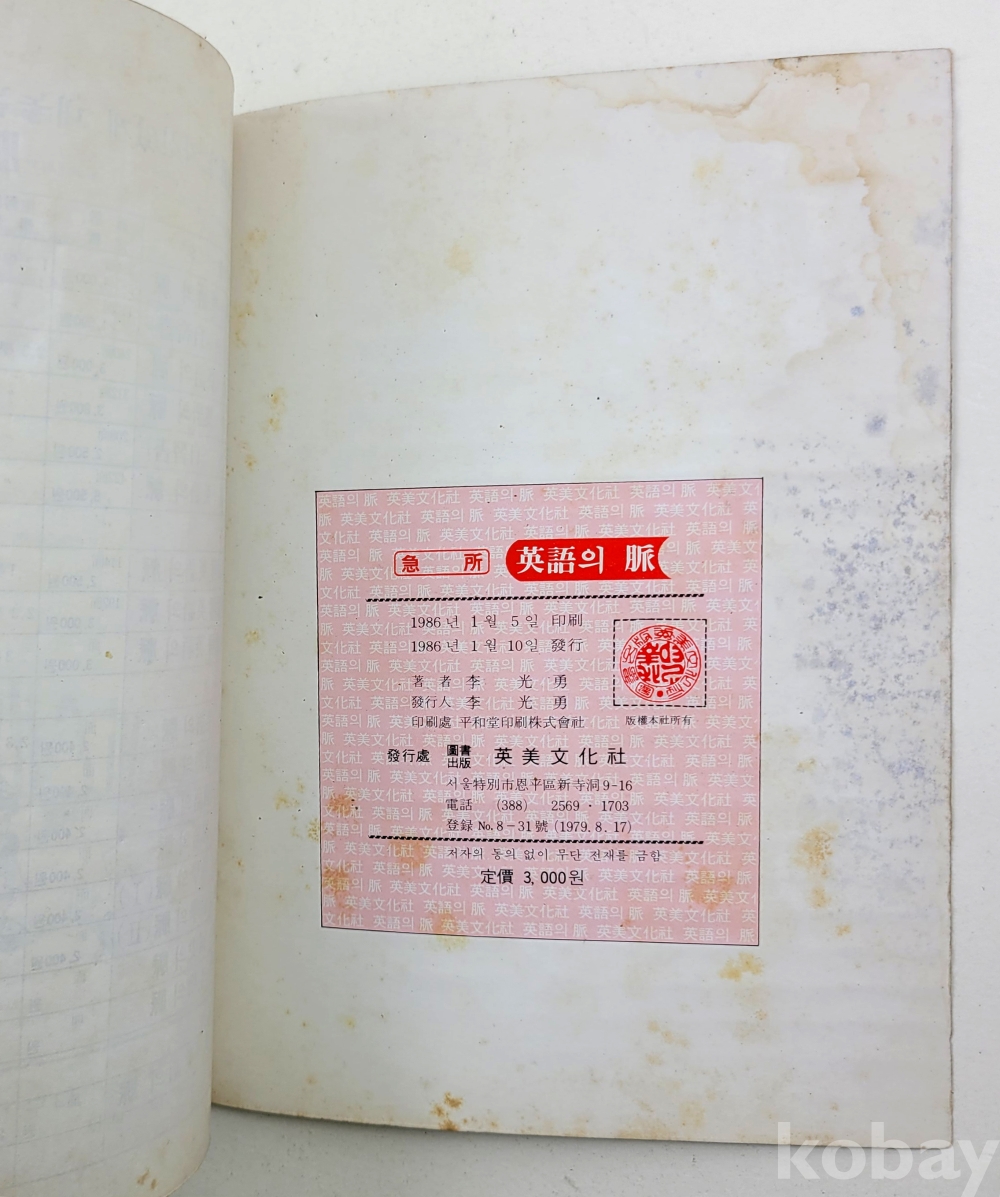 急所 英語의 脈
1986년 1월 5일 印刷
1986년 1월 10일 發行
著者 李光勇
發行人 李光勇
印刷處 平和堂印刷株式會社
版權本社所有
發行處 圖書出版 英美文化社
서울特別市恩平區新寺洞 9-16
電話 (388) 2569·1703
登録 No.8-31號 (1979.8.17)
저자의 동의 없이 무단 전재를 금함
定價 3,000원
kobay